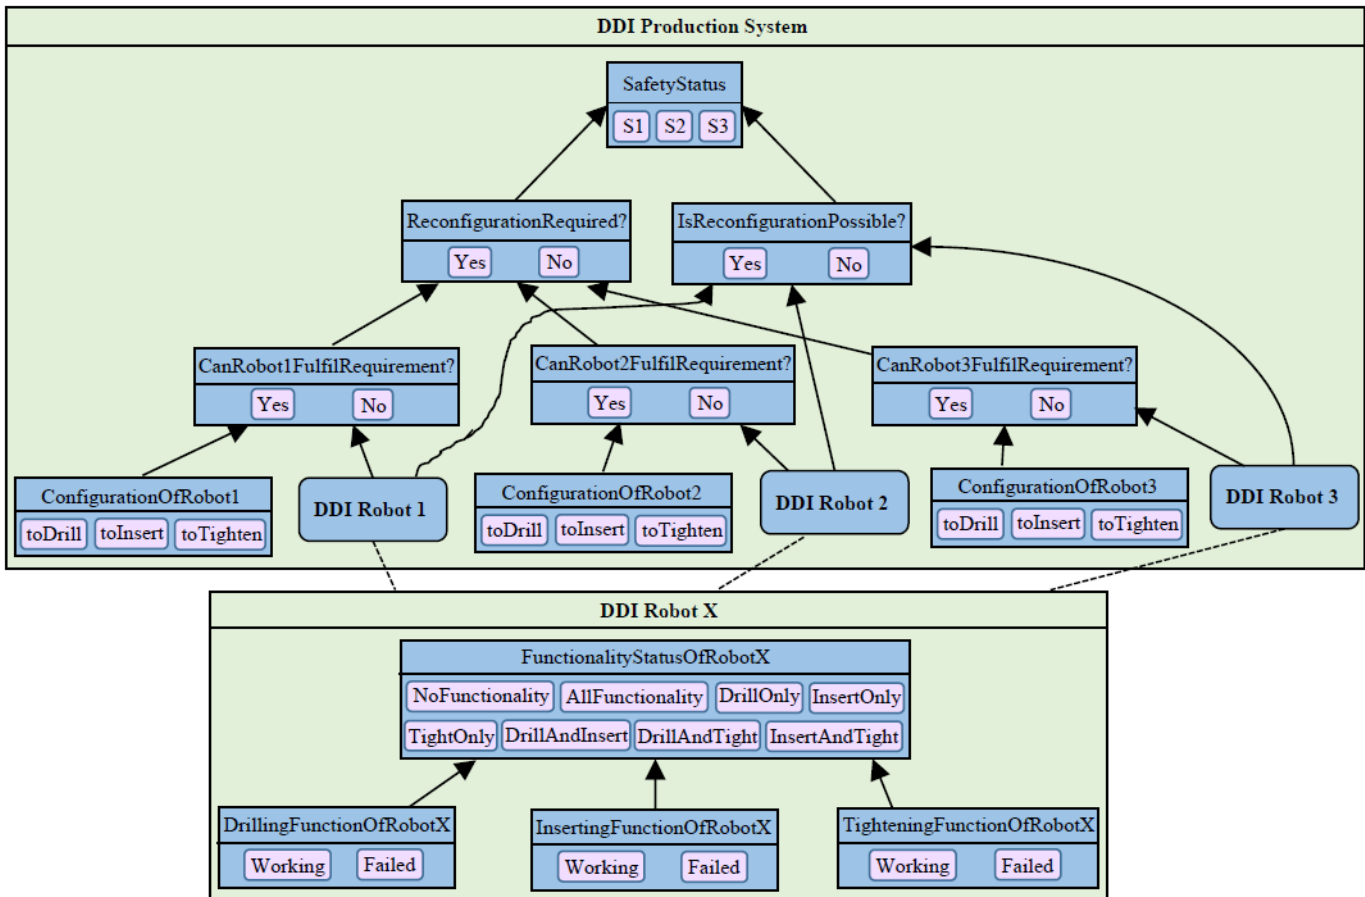 DDI Production System
SafetyStatus
S1 S2 S3
ReconfigurationRequired? IsReconfigurationPossible?
Yes No Yes No
CanRobot1FulfilRequirement? CanRobot2FulfilRequirement? CanRobot3FulfilRequirement?
Yes No Yes No Yes No
ConfigurationOfRobot1 DDI Robot 1 ConfigurationOfRobot2 DDI Robot 2 ConfigurationOfRobot3 DDI Robot 3
toDrill toInsert toTighten toDrill toInsert toTighten toDrill toInsert toTighten
DDI Robot X
FunctionalityStatusOfRobotX
NoFunctionality AllFunctionality DrillOnly InsertOnly
TightOnly DrillAndInsert DrillAndTight InsertAndTight
DrillingFunctionOfRobotX InsertingFunctionOfRobotX TighteningFunctionOfRobotX
Working Failed Working Failed Working Failed